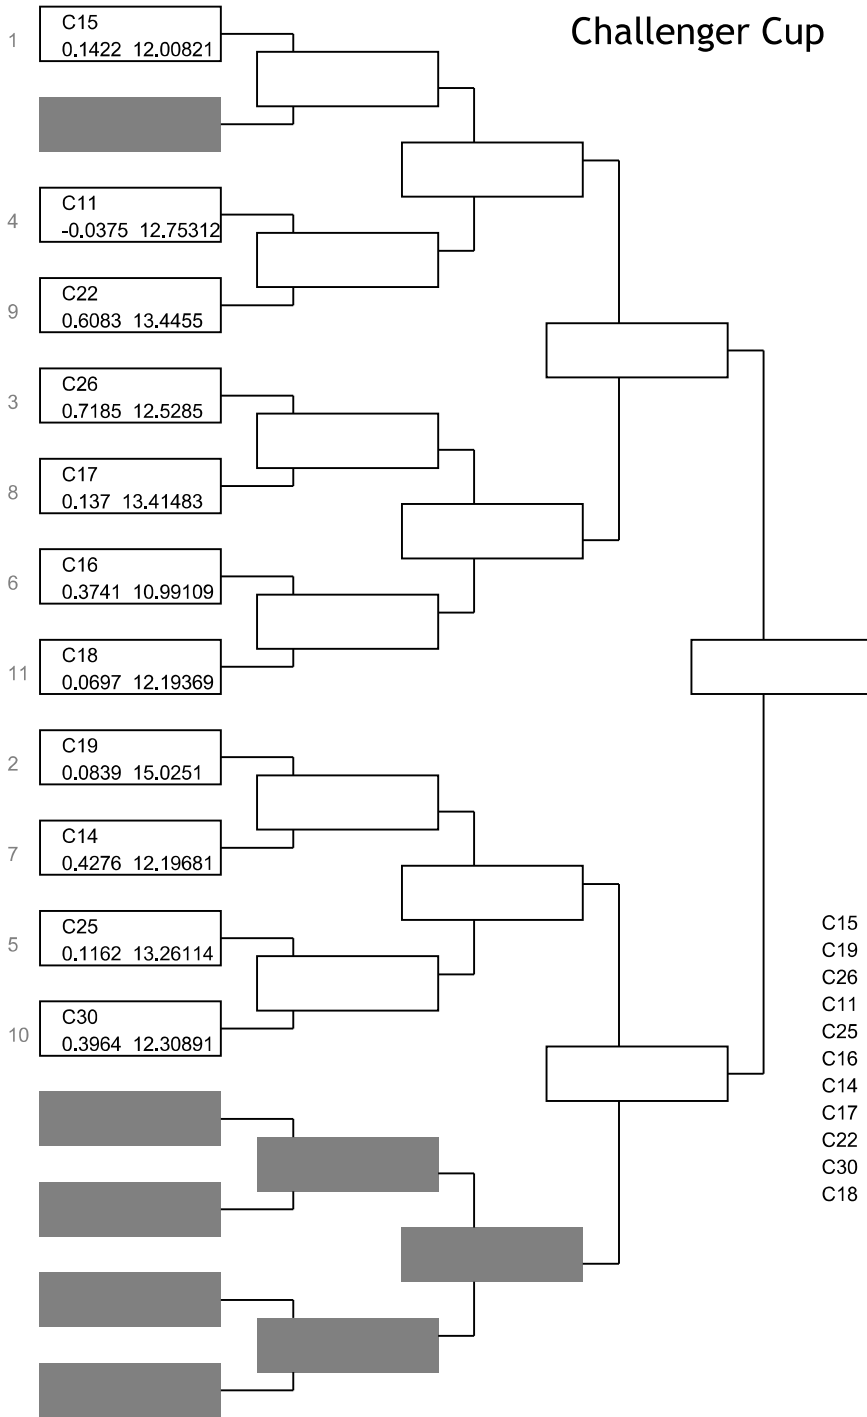 Challenger Cup
1
C15
0.1422 12.00821
4
C11
-0.0375 12.75312
9
C22
0.6083 13.4455
3
C26
0.7185 12.5285
8
C17
0.137 13.41483
6
C16
0.3741 10.99109
11
C18
0.0697 12.19369
2
C19
0.0839 15.0251
7
C14
0.4276 12.19681
5
C25
0.1162 13.26114
10
C30
0.3964 12.30891
C15
C19
C26
C11
C25
C16
C14
C17
C22
C30
C18